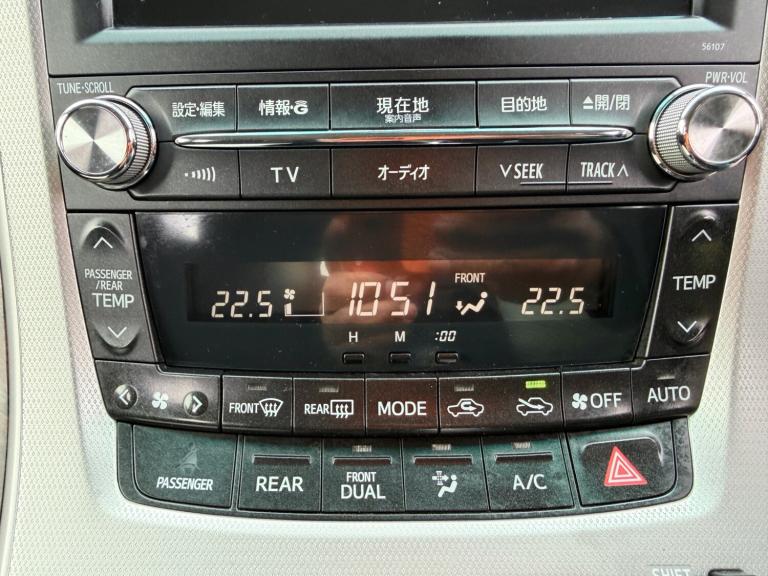 56107
TUNE·SCROLL
PWR·VOL
設定·編集 情報·G 現在地 目的地 ⏏開/閉
案内音声
TV オーディオ ∨SEEK TRACK∧
PASSENGER
/REAR
TEMP
TEMP
FRONT
22.5 10 51 22.5
H M :00
FRONT REAR MODE OFF AUTO
PASSENGER REAR FRONT DUAL A/C
SHIFT